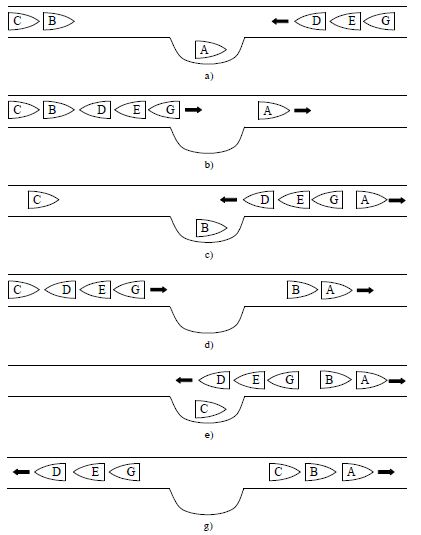 C B D E G
A
a)
C B D E G A
b)
C D E G A
B
c)
C D E G B A
d)
D E G B A
C
e)
D E G C B A
g)